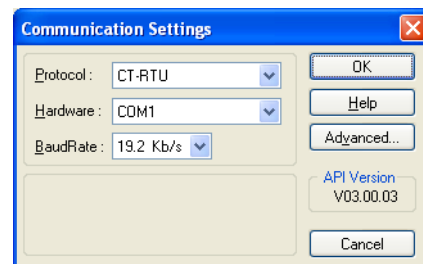 Communication Settings
Protocol :
CT-RTU
OK
Hardware :
COM1
Help
BaudRate :
19.2 Kb/s
Advanced...
API Version
V03.00.03
Cancel